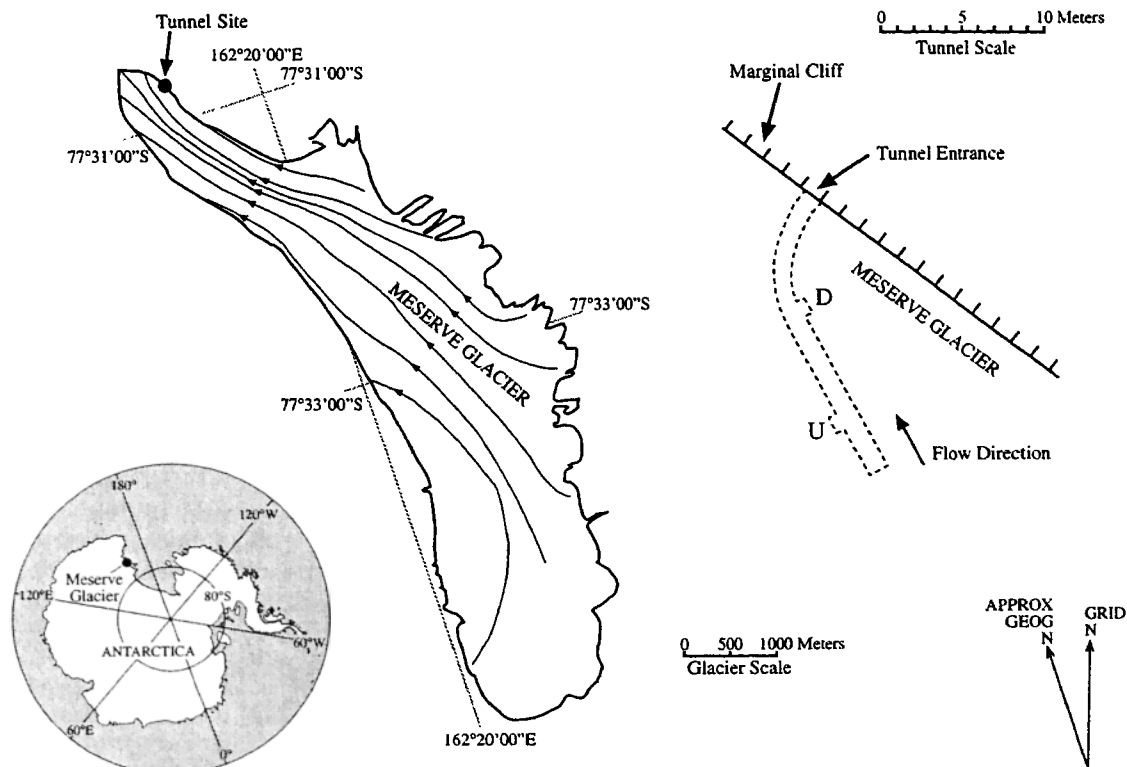 Tunnel Site
162°20'00"E
77°31'00"S
77°31'00"S
MESERVE GLACIER
77°33'00"S
77°33'00"S
162°20'00"E
0 5 10 Meters
Tunnel Scale
Marginal Cliff
Tunnel Entrance
MESERVE GLACIER
D
U
Flow Direction
180°
120°W
Meserve
Glacier
120°E
80°S
60°W
ANTARCTICA
60°E
0°
0 500 1000 Meters
Glacier Scale
APPROX
GEOG
N
GRID
N